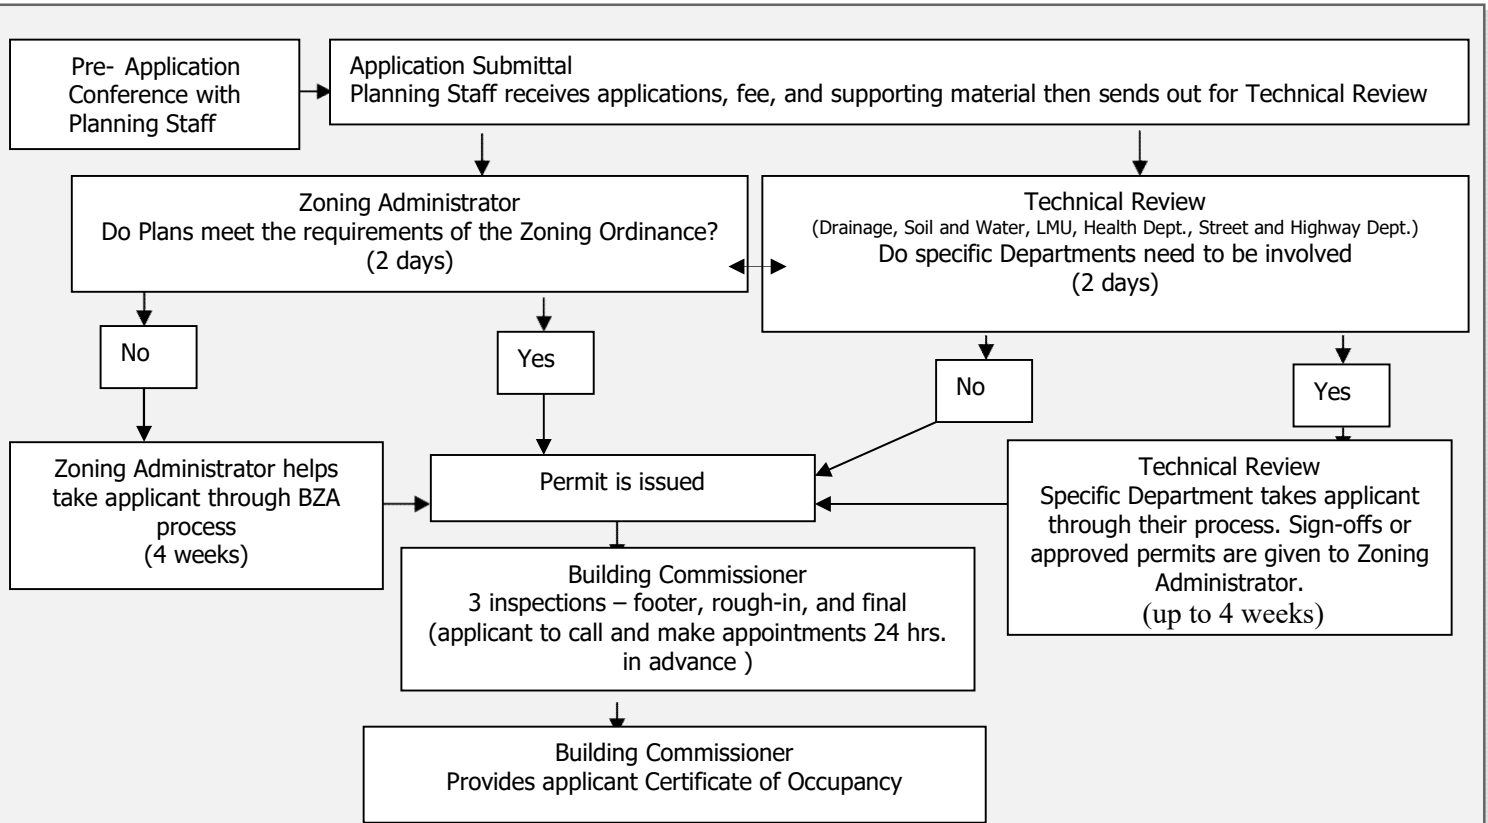 Pre- Application
Conference with
Planning Staff
Application Submittal
Planning Staff receives applications, fee, and supporting material then sends out for Technical Review
Zoning Administrator
Do Plans meet the requirements of the Zoning Ordinance?
(2 days)
Technical Review
(Drainage, Soil and Water, LMU, Health Dept., Street and Highway Dept.)
Do specific Departments need to be involved
(2 days)
No
Yes
No
Yes
Zoning Administrator helps
take applicant through BZA
process
(4 weeks)
Permit is issued
Technical Review
Specific Department takes applicant
through their process. Sign-offs or
approved permits are given to Zoning
Administrator.
(up to 4 weeks)
Building Commissioner
3 inspections – footer, rough-in, and final
(applicant to call and make appointments 24 hrs.
in advance )
Building Commissioner
Provides applicant Certificate of Occupancy